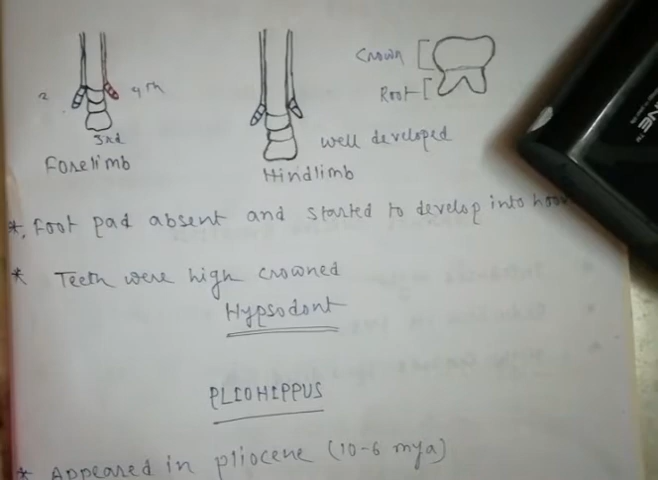 Crown
Root
2
4th
3rd
well developed
Forelimb
Hindlimb
*, Foot pad absent and started to develop into
* Teeth were high crowned
Hypsodont
PLIOHIPPUS
* Appeared in pliocene (10-6 mya)